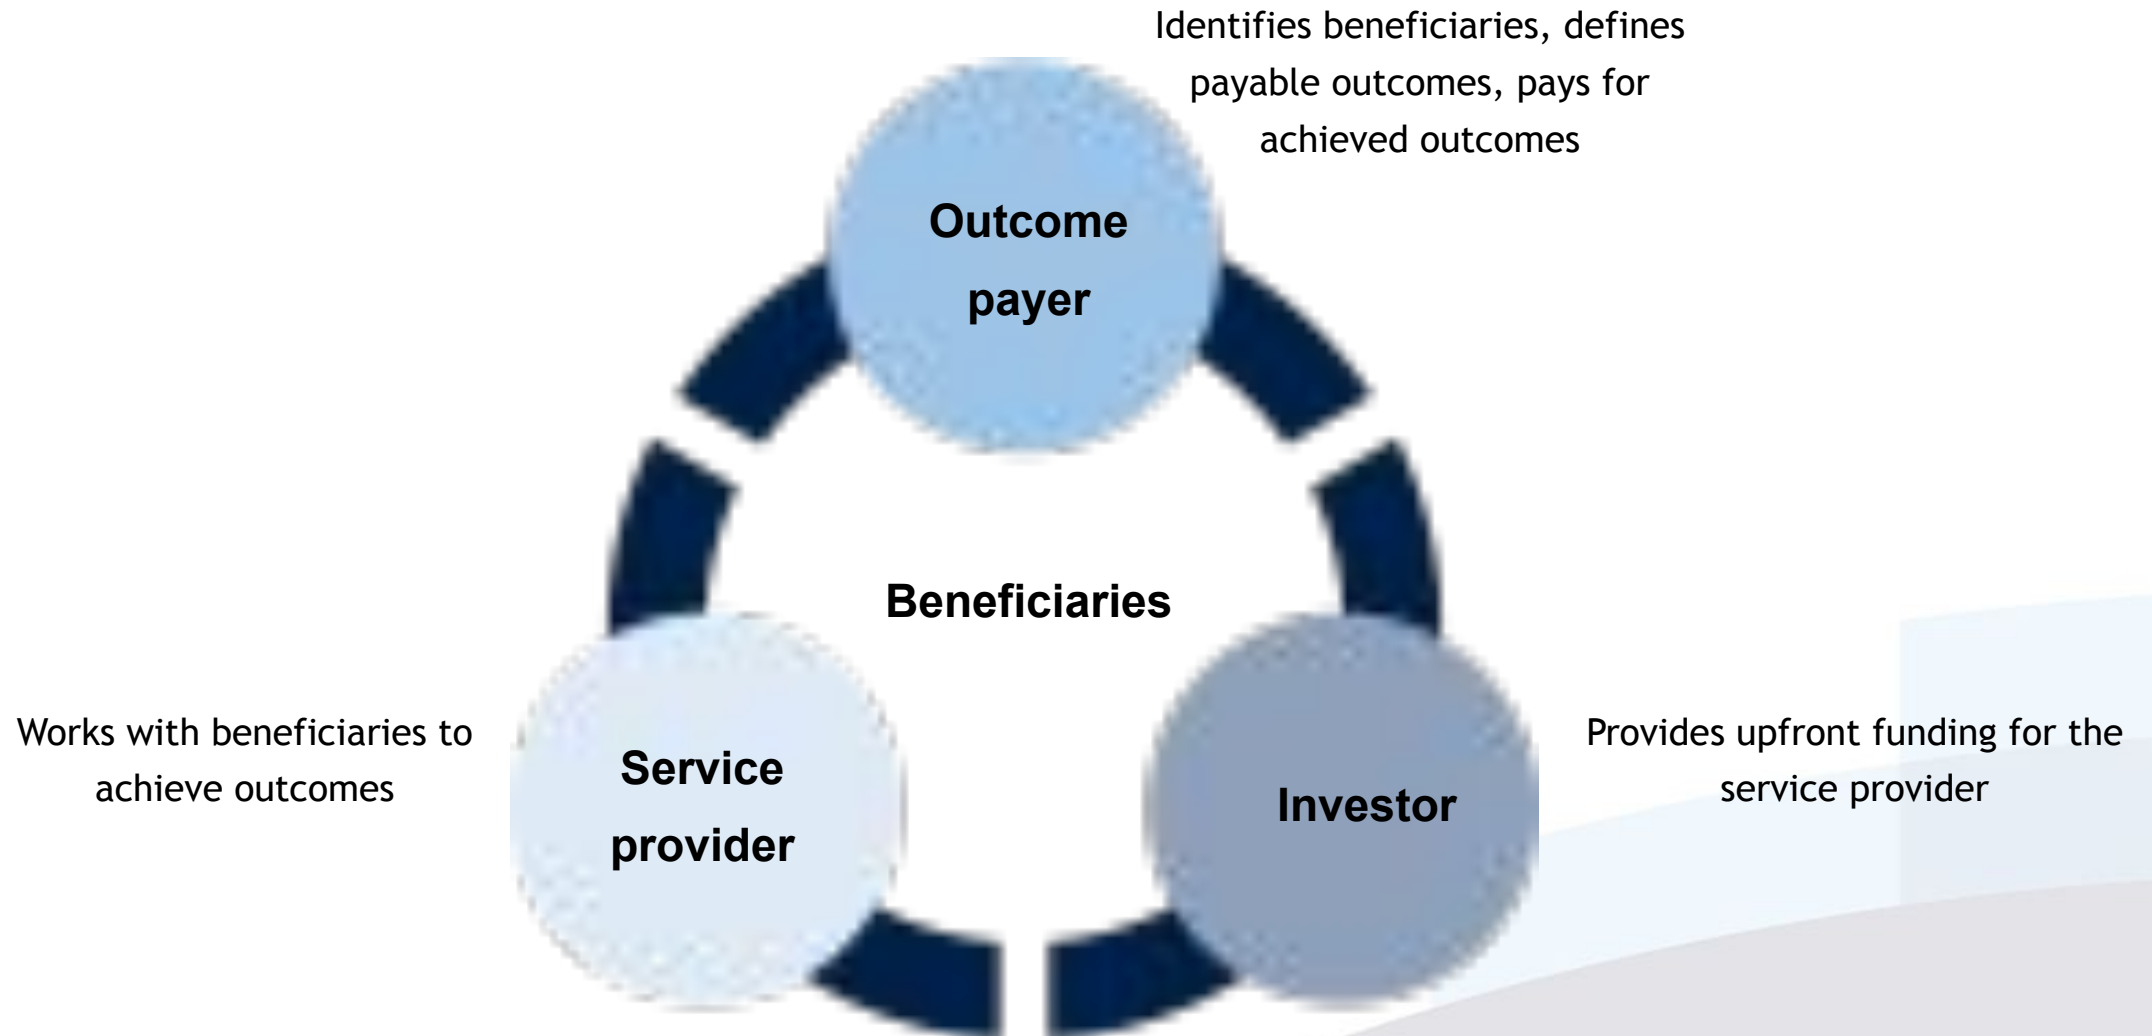 Identifies beneficiaries, defines
payable outcomes, pays for
achieved outcomes
Outcome
payer
Beneficiaries
Works with beneficiaries to
achieve outcomes
Service
provider
Investor
Provides upfront funding for the
service provider